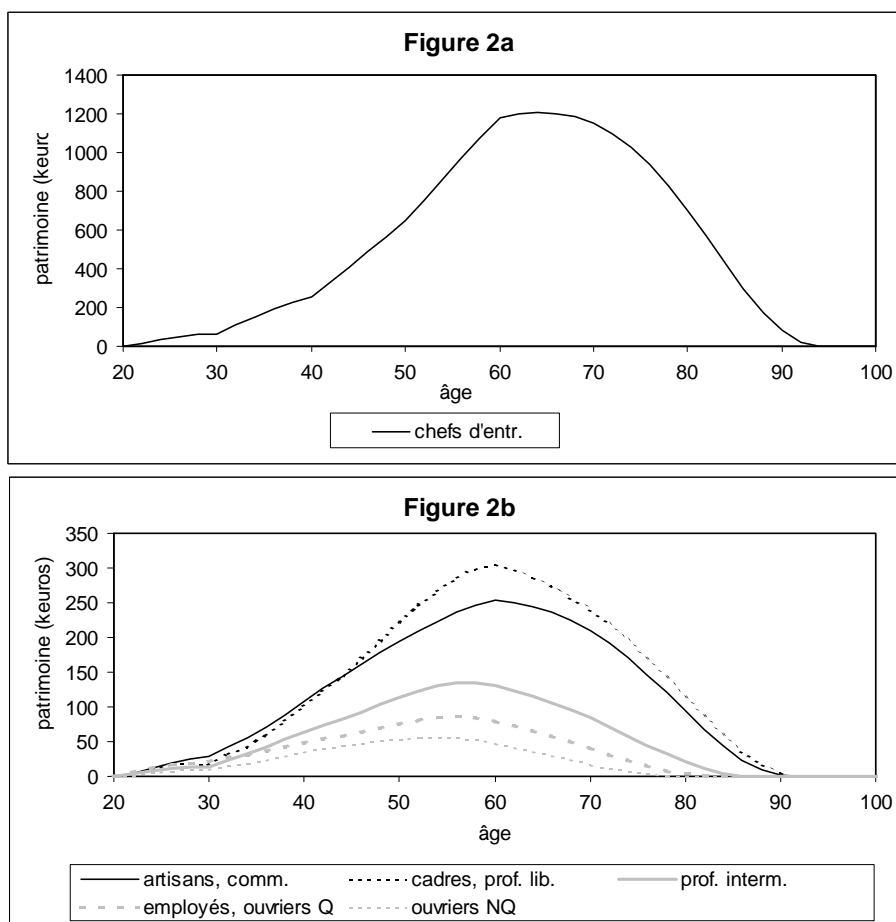 Figure 2a
patrimoine (keurc
1400
1200
1000
800
600
400
200
0
20 30 40 50 60 70 80 90 100
âge
chefs d'entr.
Figure 2b
patrimoine (keuros)
350
300
250
200
150
100
50
0
20 30 40 50 60 70 80 90 100
âge
artisans, comm. cadres, prof. lib. prof. interm.
employés, ouvriers Q ouvriers NQ